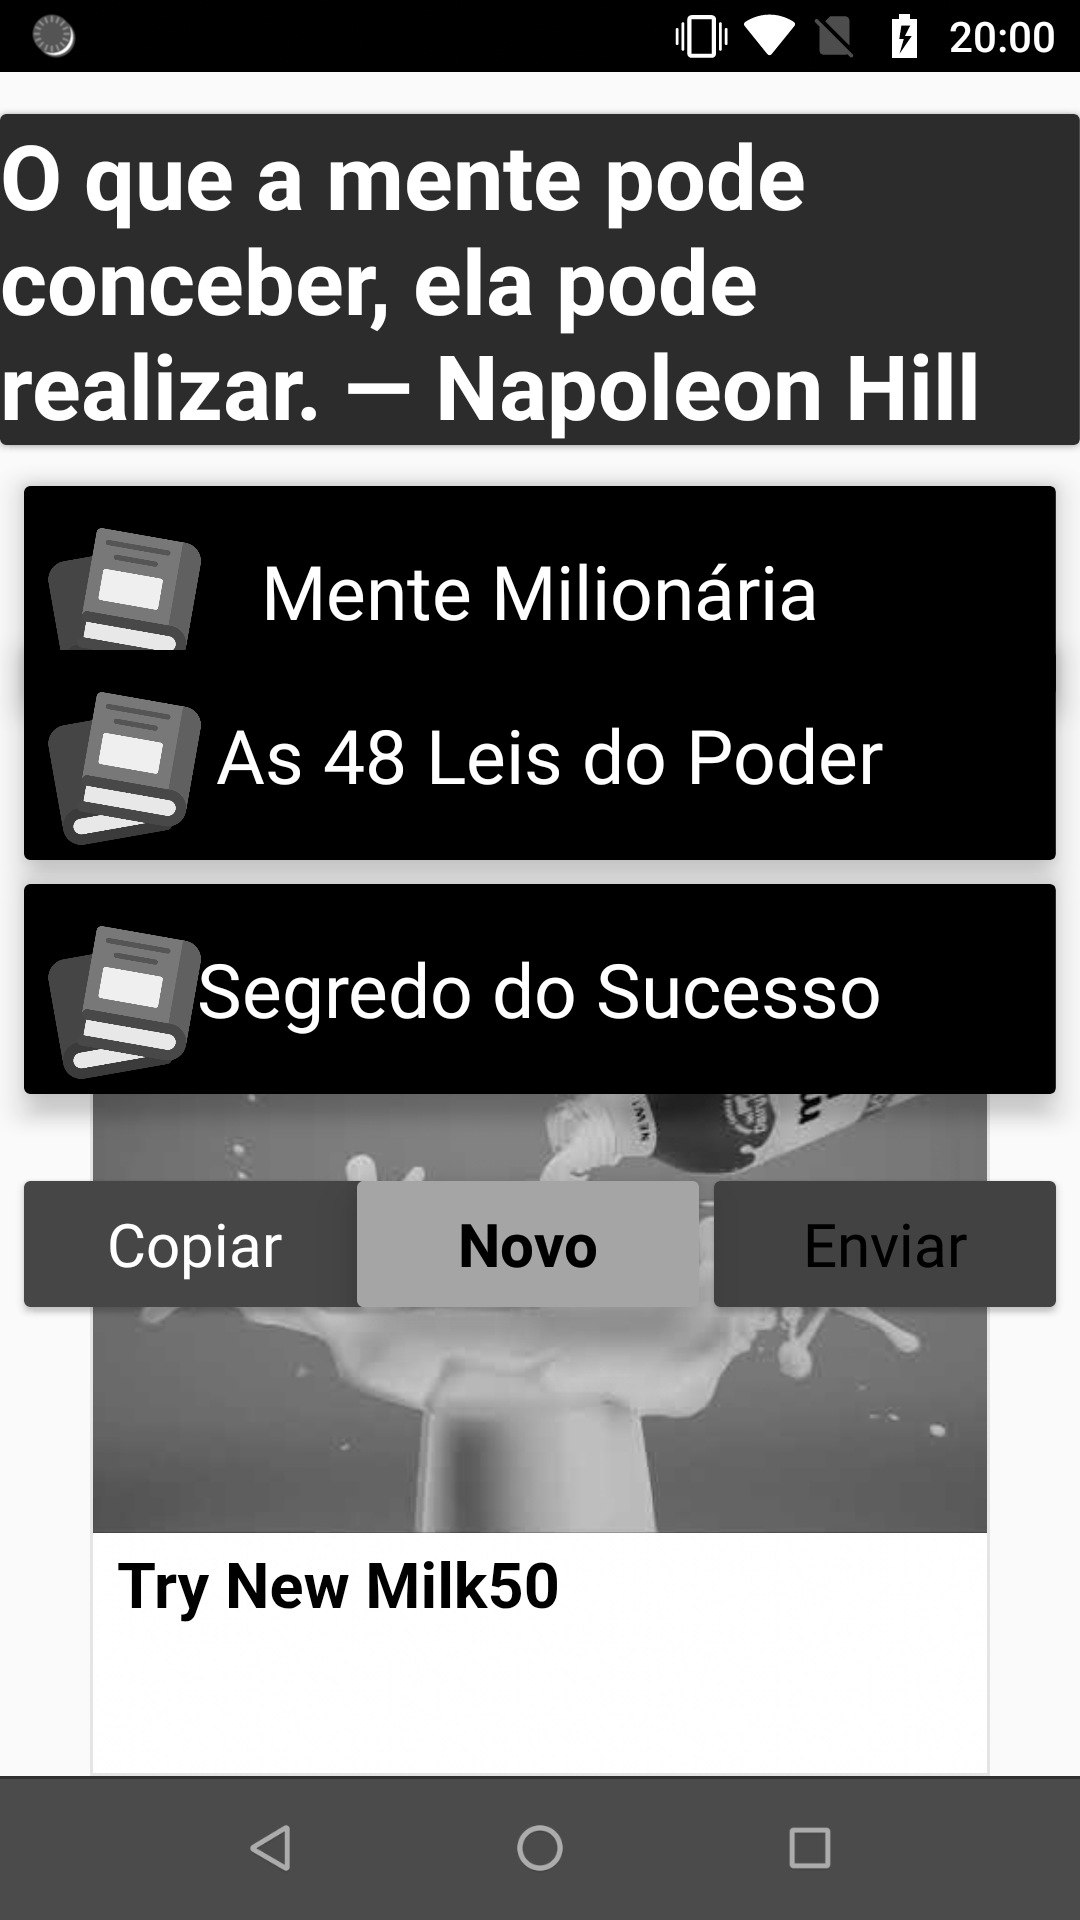 20:00
O que a mente pode
conceber, ela pode
realizar. — Napoleon Hill
Mente Milionária
As 48 Leis do Poder
Segredo do Sucesso
Copiar
Novo
Enviar
Try New Milk50